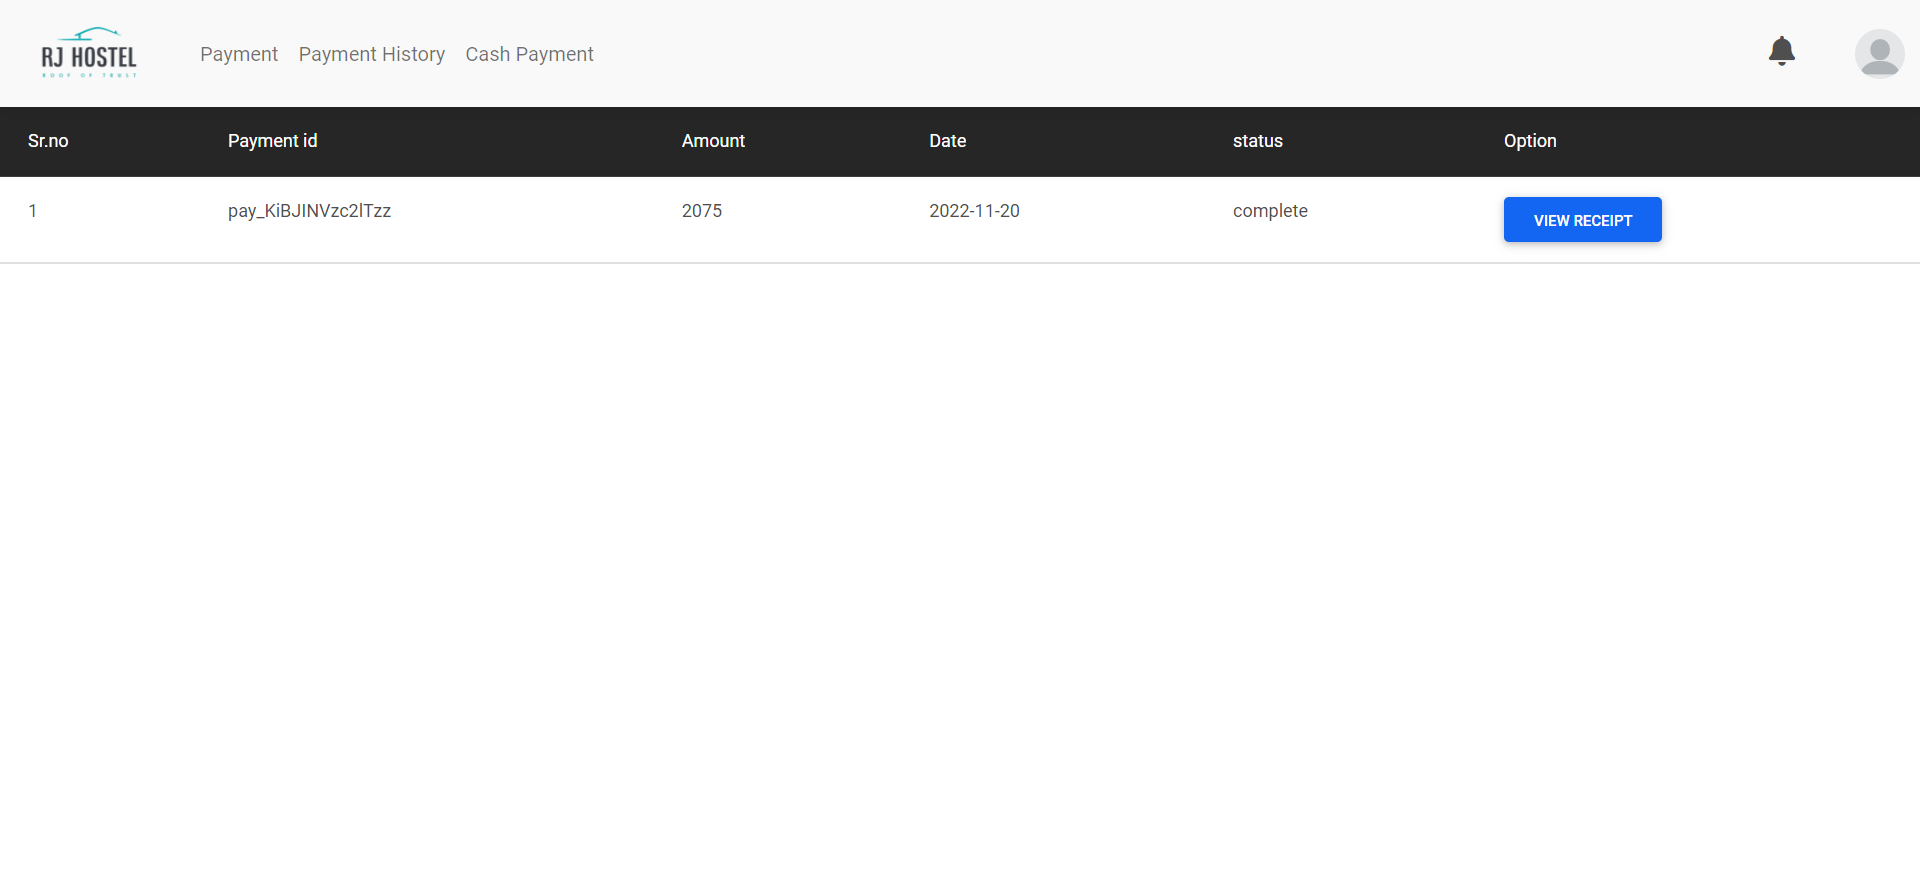 RJ HOSTEL
ROOF OF TRUST
Payment Payment History Cash Payment
Sr.no Payment id Amount Date status Option
1 pay_KiBJINVzc2lTzz 2075 2022-11-20 complete VIEW RECEIPT